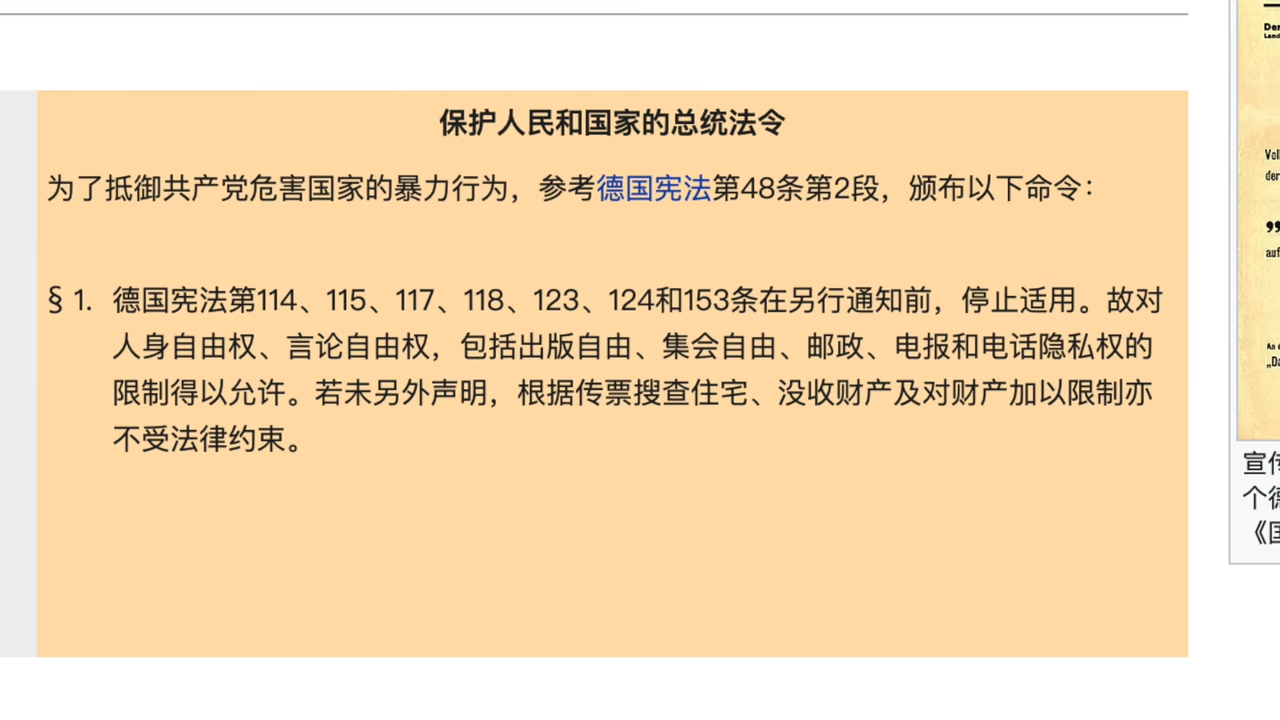 保护人民和国家的总统法令
为了抵御共产党危害国家的暴力行为，参考德国宪法第48条第2段，颁布以下命令：
§ 1. 德国宪法第114、115、117、118、123、124和153条在另行通知前，停止适用。故对
人身自由权、言论自由权，包括出版自由、集会自由、邮政、电报和电话隐私权的
限制得以允许。若未另外声明，根据传票搜查住宅、没收财产及对财产加以限制亦
不受法律约束。
der
auf
宣传
个德
《国